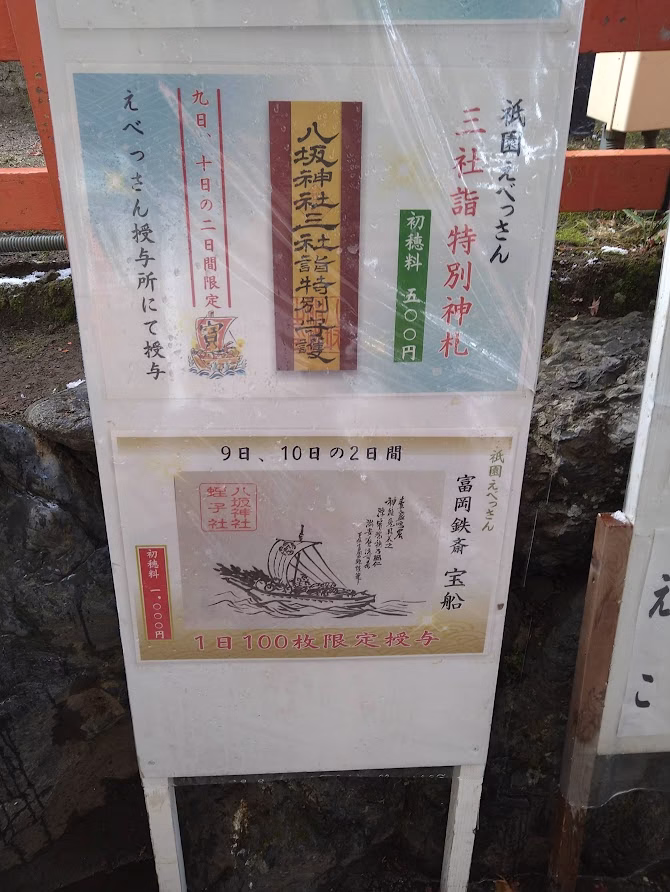 祇園えべっさん
三社詣特別神札
初穂料 五〇〇円
八坂神社三社詣特別守護
九日、十日の二日間限定
寳
えべっさん授与所にて授与
9日、10日の2日間
祇園えべっさん
富岡鉄斎 宝船
八坂神社
蛭子社
初穂料 一、〇〇〇円
1日100枚限定授与